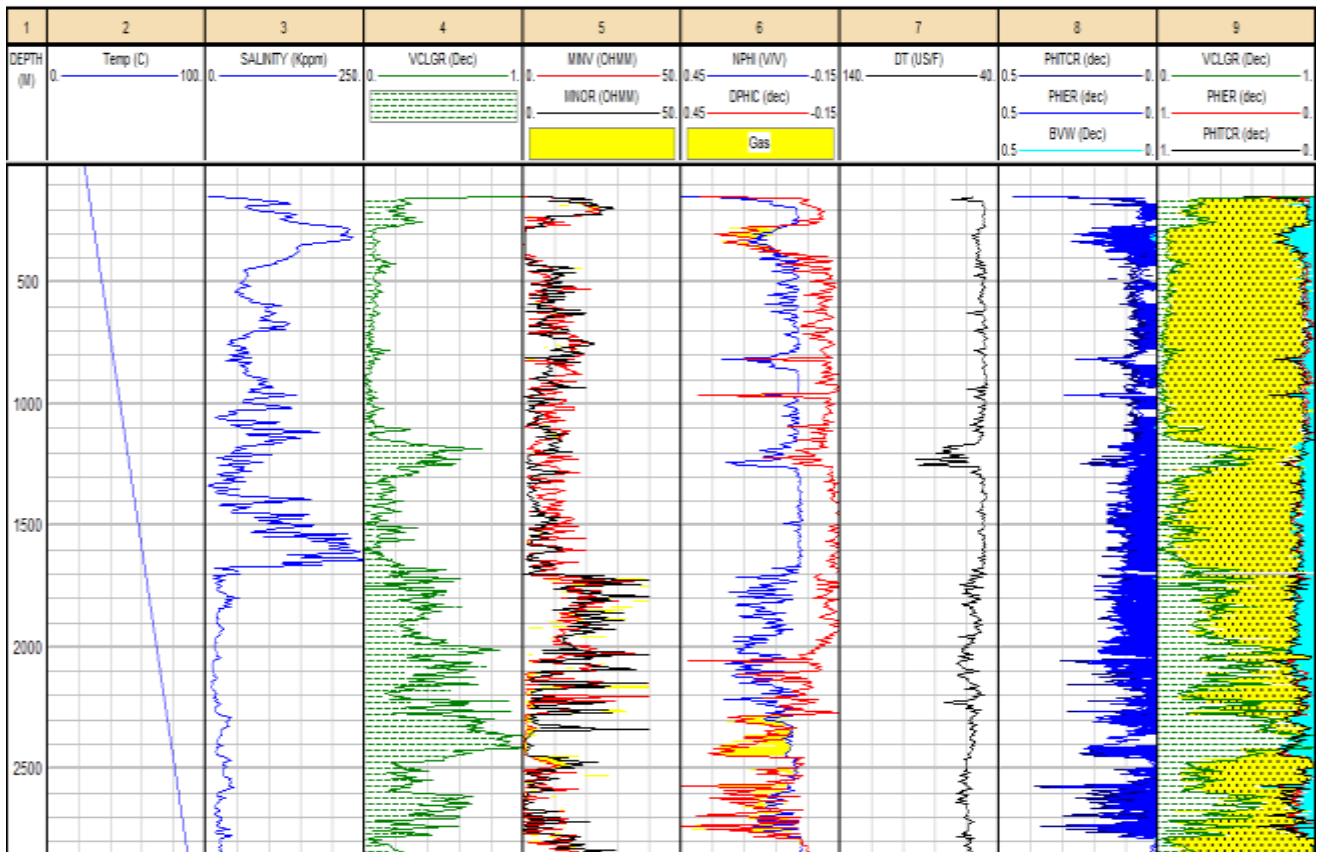 1 2 3 4 5 6 7 8 9
DEPTH (M)
Temp (C)
0. 100.
SALINITY (Kppm)
0. 250.
VCLGR (Dec)
0. 1.
MINV (OHMM)
0. 50.
MNOR (OHMM)
0. 50.
NPHI (V/V)
0.45 -0.15
DPHIC (dec)
0.45 -0.15
Gas
DT (US/F)
140. 40.
PHITCR (dec)
0.5 0.
PHIER (dec)
0.5 0.
BVW (Dec)
0.5 0.
VCLGR (Dec)
0. 1.
PHIER (dec)
1. 0.
PHITCR (dec)
1. 0.
500
1000
1500
2000
2500